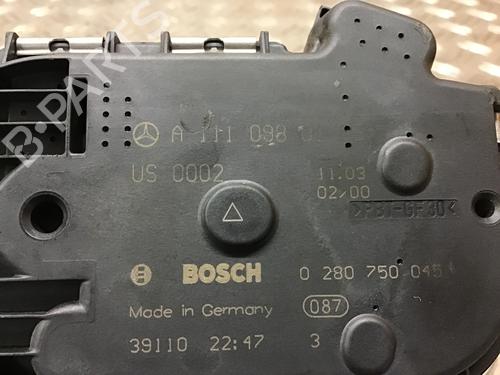 B-PARTS
A 111 098
US 0002
11:03
02/00
>PBT-GF30<
BOSCH 0 280 750 045
Made in Germany 087
39110 22:47 3